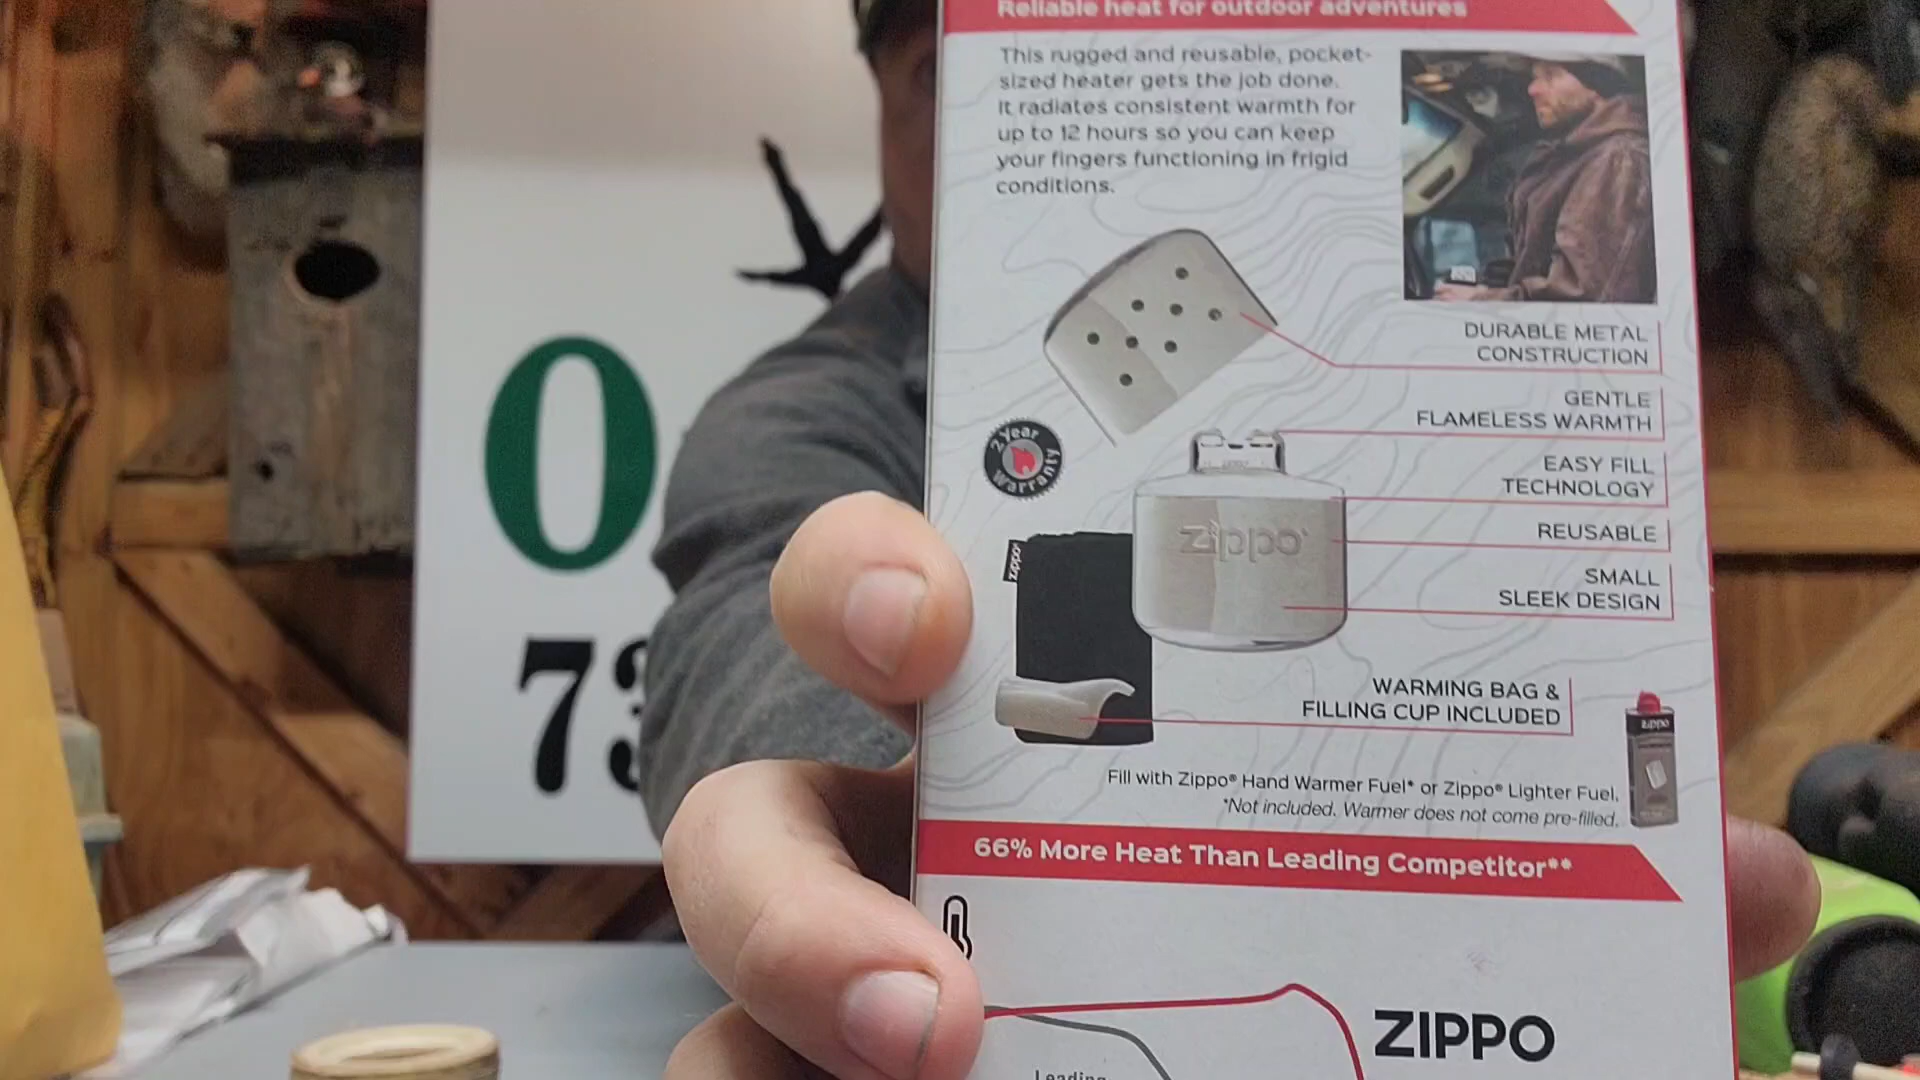 Reliable heat for outdoor adventures
This rugged and reusable, pocket-
sized heater gets the job done.
It radiates consistent warmth for
up to 12 hours so you can keep
your fingers functioning in frigid
conditions.
DURABLE METAL
CONSTRUCTION
GENTLE
FLAMELESS WARMTH
2 Year
Warranty
EASY FILL
TECHNOLOGY
zippo
REUSABLE
zippo
SMALL
SLEEK DESIGN
WARMING BAG &
FILLING CUP INCLUDED
zippo
Fill with Zippo® Hand Warmer Fuel* or Zippo® Lighter Fuel.
*Not included. Warmer does not come pre-filled.
66% More Heat Than Leading Competitor**
ZIPPO
Leading
0
73